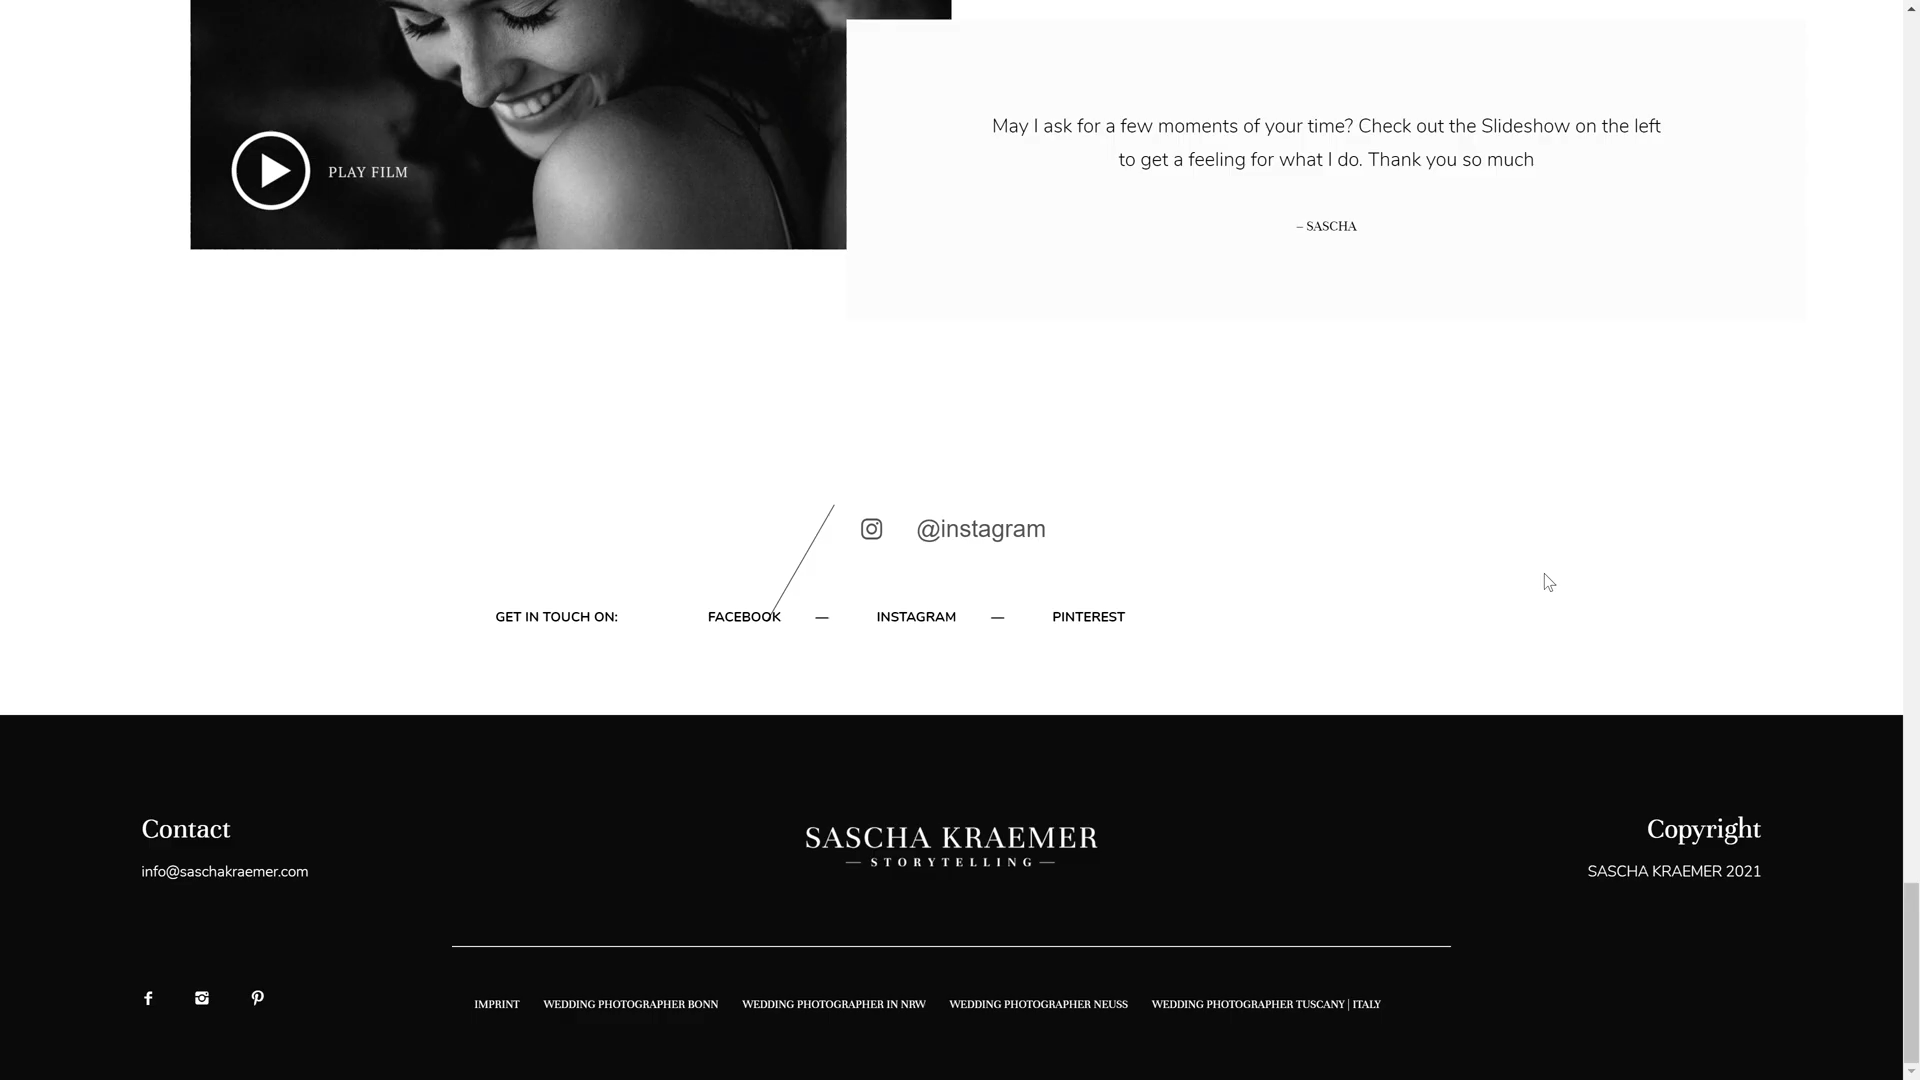 PLAY FILM
May I ask for a few moments of your time? Check out the Slideshow on the left
to get a feeling for what I do. Thank you so much
– SASCHA
@instagram
GET IN TOUCH ON: FACEBOOK — INSTAGRAM — PINTEREST
Contact
info@saschakraemer.com
SASCHA KRAEMER
— STORYTELLING —
Copyright
SASCHA KRAEMER 2021
IMPRINT WEDDING PHOTOGRAPHER BONN WEDDING PHOTOGRAPHER IN NRW WEDDING PHOTOGRAPHER NEUSS WEDDING PHOTOGRAPHER TUSCANY | ITALY